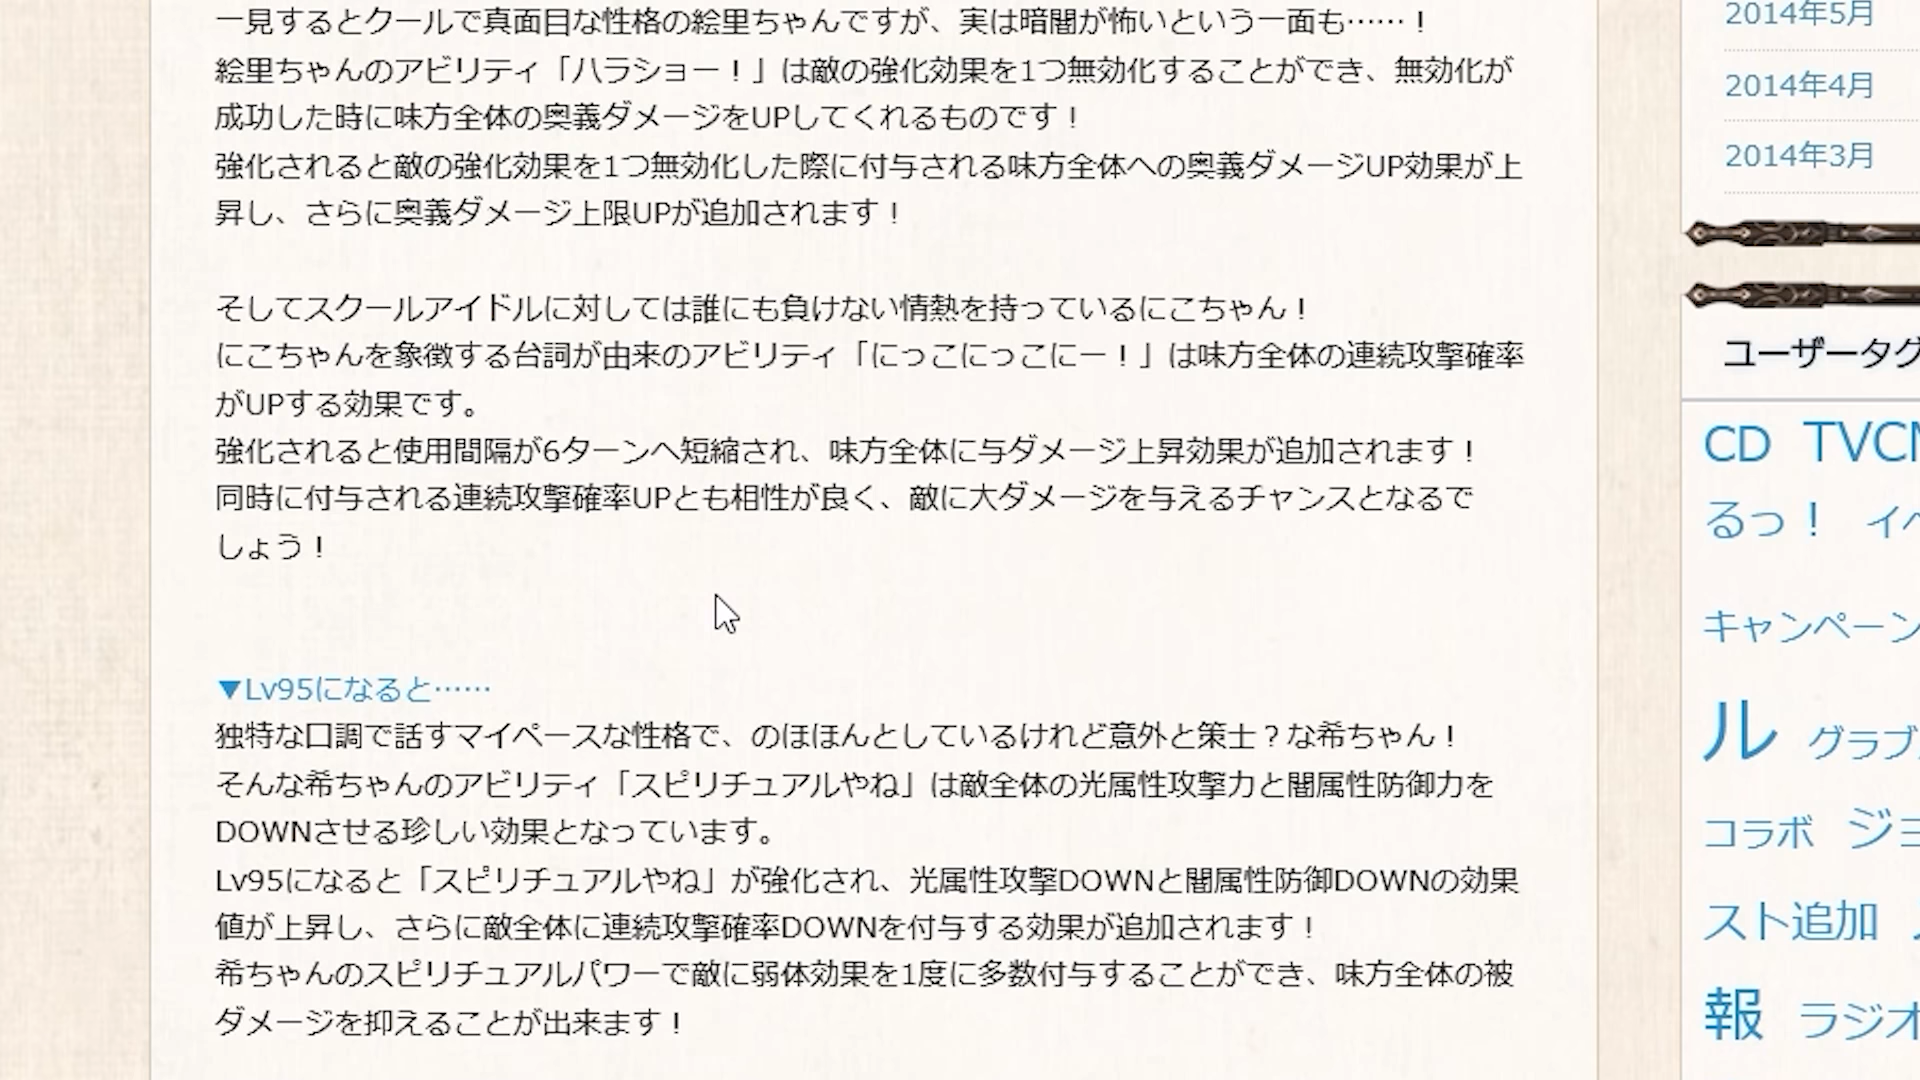 一見するとクールで真面目な性格の絵里ちゃんですが、実は暗闇が怖いという一面も……！
絵里ちゃんのアビリティ「ハラショー！」は敵の強化効果を1つ無効化することができ、無効化が
成功した時に味方全体の奥義ダメージをUPしてくれるものです！
強化されると敵の強化効果を1つ無効化した際に付与される味方全体への奥義ダメージUP効果が上
昇し、さらに奥義ダメージ上限UPが追加されます！
そしてスクールアイドルに対しては誰にも負けない情熱を持っているにこちゃん！
にこちゃんを象徴する台詞が由来のアビリティ「にっこにっこにー！」は味方全体の連続攻撃確率
がUPする効果です。
強化されると使用間隔が6ターンへ短縮され、味方全体に与ダメージ上昇効果が追加されます！
同時に付与される連続攻撃確率UPとも相性が良く、敵に大ダメージを与えるチャンスとなるで
しょう！
▼Lv95になると……
独特な口調で話すマイペースな性格で、のほほんとしているけれど意外と策士？な希ちゃん！
そんな希ちゃんのアビリティ「スピリチュアルやね」は敵全体の光属性攻撃力と闇属性防御力を
DOWNさせる珍しい効果となっています。
Lv95になると「スピリチュアルやね」が強化され、光属性攻撃DOWNと闇属性防御DOWNの効果
値が上昇し、さらに敵全体に連続攻撃確率DOWNを付与する効果が追加されます！
希ちゃんのスピリチュアルパワーで敵に弱体効果を1度に多数付与することができ、味方全体の被
ダメージを抑えることが出来ます！
2014年5月
2014年4月
2014年3月
ユーザータグ
CD TVC
るっ！ イベ
キャンペーン
ル グラブ
コラボ ジョ
スト追加
報 ラジオ